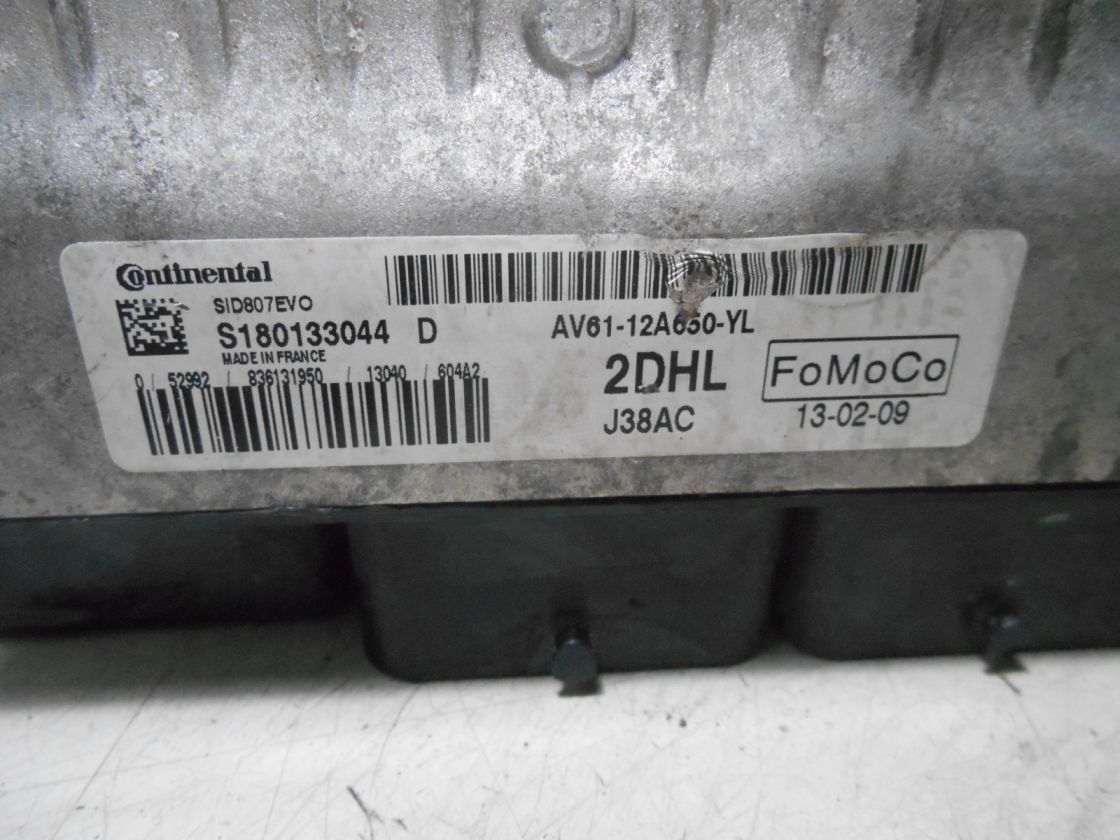 Continental
SID807EVO
S180133044 D
MADE IN FRANCE
0 / 52992 / 836131950 / 13040 / 604A2
AV61-12A650-YL
2DHL
J38AC
FoMoCo
13-02-09